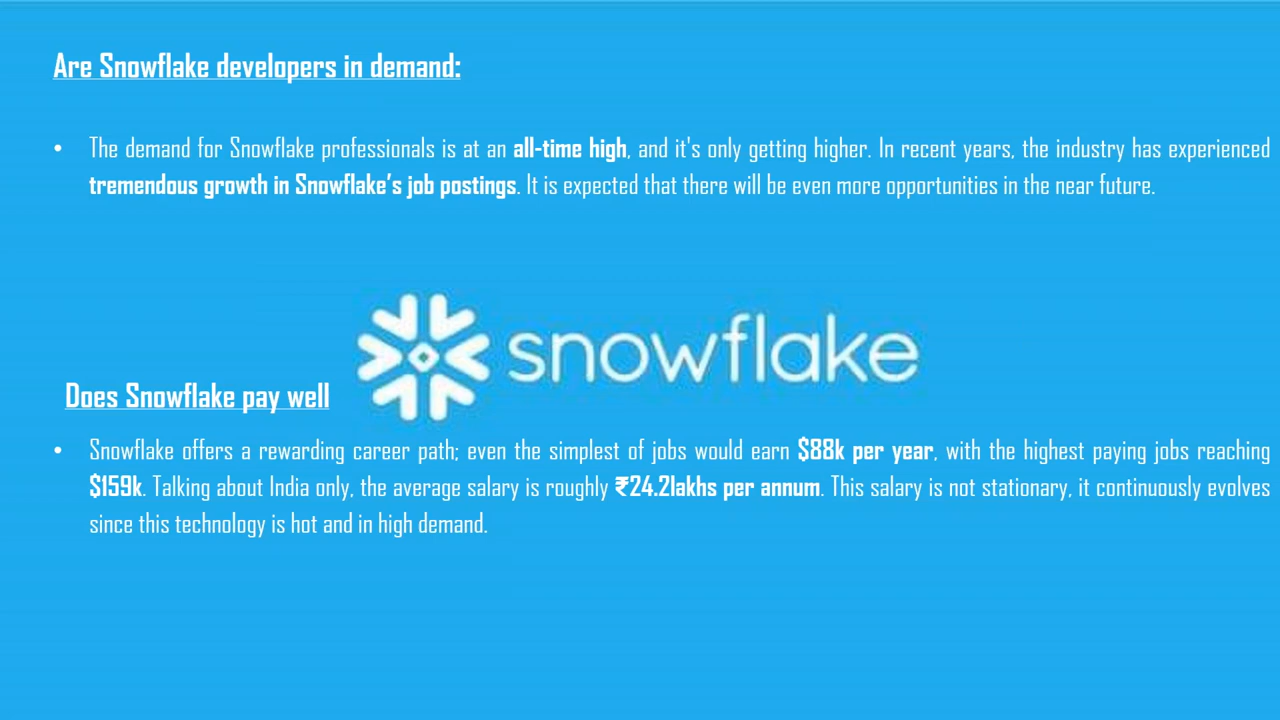 Are Snowflake developers in demand:
• The demand for Snowflake professionals is at an all-time high, and it's only getting higher. In recent years, the industry has experienced
tremendous growth in Snowflake’s job postings. It is expected that there will be even more opportunities in the near future.
snowflake
Does Snowflake pay well
• Snowflake offers a rewarding career path; even the simplest of jobs would earn $88k per year, with the highest paying jobs reaching
$159k. Talking about India only, the average salary is roughly ₹24.2lakhs per annum. This salary is not stationary, it continuously evolves
since this technology is hot and in high demand.